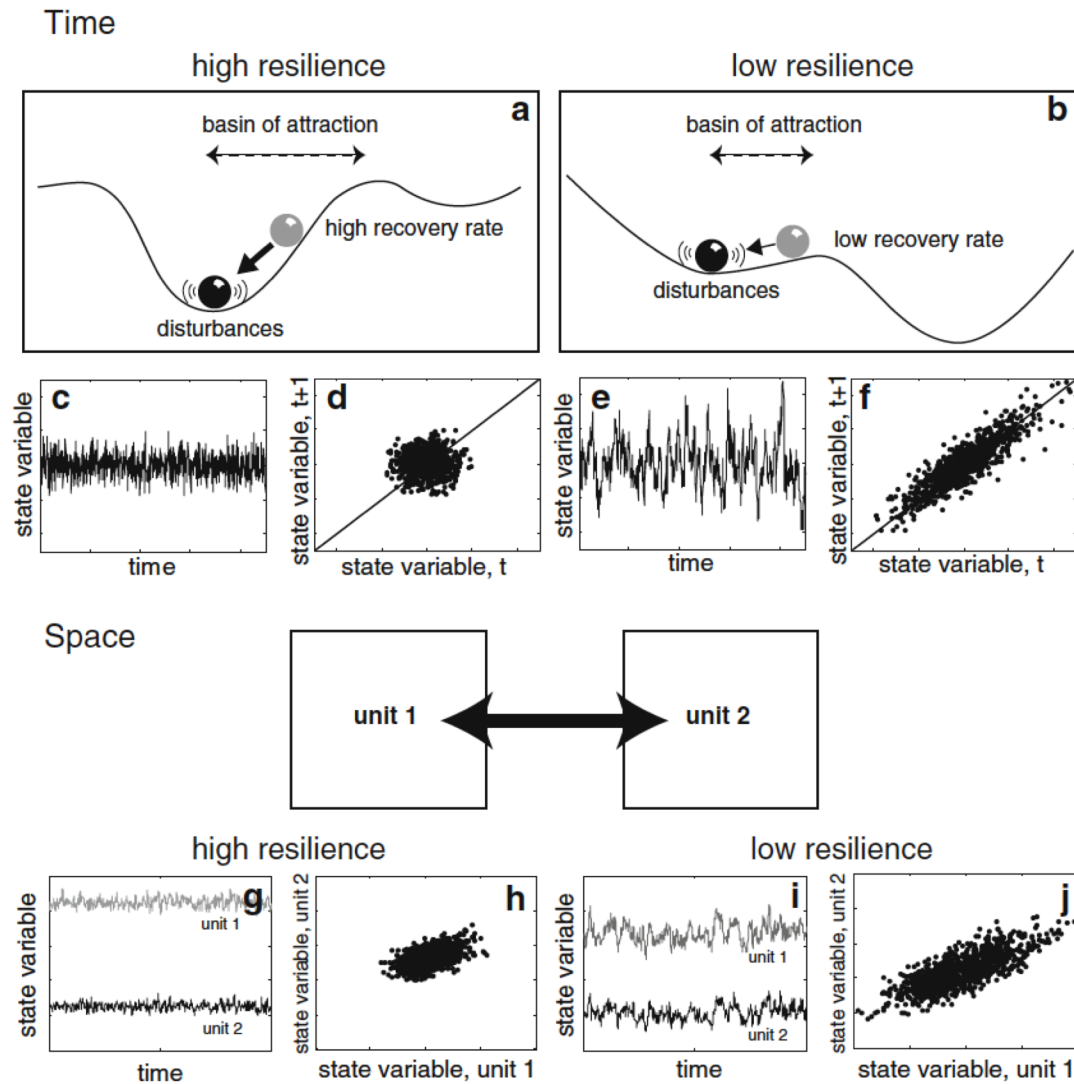 Time
high resilience
low resilience
a
basin of attraction
high recovery rate
disturbances
b
basin of attraction
low recovery rate
disturbances
c
state variable
time
d
state variable, t+1
state variable, t
e
state variable
time
f
state variable, t+1
state variable, t
Space
unit 1
unit 2
high resilience
low resilience
g
unit 1
unit 2
state variable
time
h
state variable, unit 2
state variable, unit 1
i
unit 1
unit 2
state variable
time
j
state variable, unit 2
state variable, unit 1